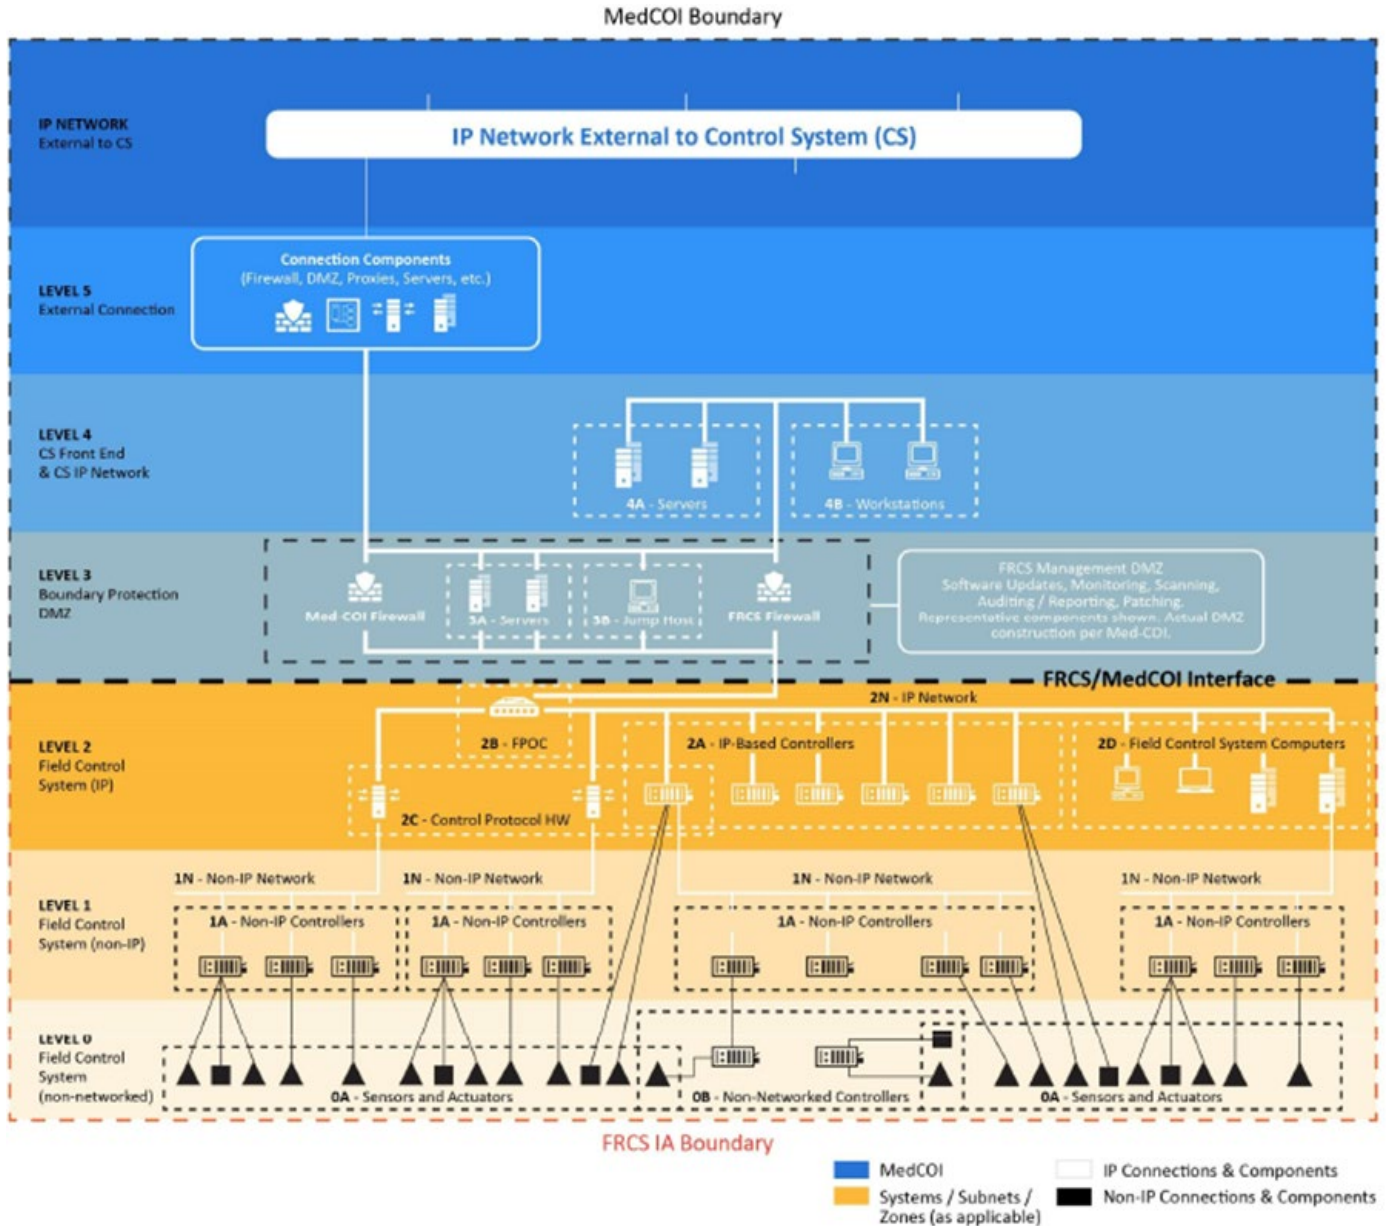 MedCOI Boundary
IP NETWORK
External to CS
IP Network External to Control System (CS)
LEVEL 5
External Connection
Connection Components
(Firewall, DMZ, Proxies, Servers, etc.)
LEVEL 4
CS Front End
& CS IP Network
4A - Servers
4B - Workstations
LEVEL 3
Boundary Protection
DMZ
Med-COI Firewall
3A - Servers
3B - Jump Host
FRCS Firewall
FRCS Management DMZ
Software Updates, Monitoring, Scanning,
Auditing / Reporting, Patching.
Representative components shown. Actual DMZ
construction per Med-COI.
FRCS/MedCOI Interface
2N - IP Network
LEVEL 2
Field Control
System (IP)
2B - FPOC
2A - IP-Based Controllers
2D - Field Control System Computers
2C - Control Protocol HW
1N - Non-IP Network
1N - Non-IP Network
1N - Non-IP Network
1N - Non-IP Network
LEVEL 1
Field Control
System (non-IP)
1A - Non-IP Controllers
1A - Non-IP Controllers
1A - Non-IP Controllers
1A - Non-IP Controllers
LEVEL 0
Field Control
System
(non-networked)
0A - Sensors and Actuators
0B - Non-Networked Controllers
0A - Sensors and Actuators
FRCS IA Boundary
MedCOI
IP Connections & Components
Systems / Subnets /
Zones (as applicable)
Non-IP Connections & Components